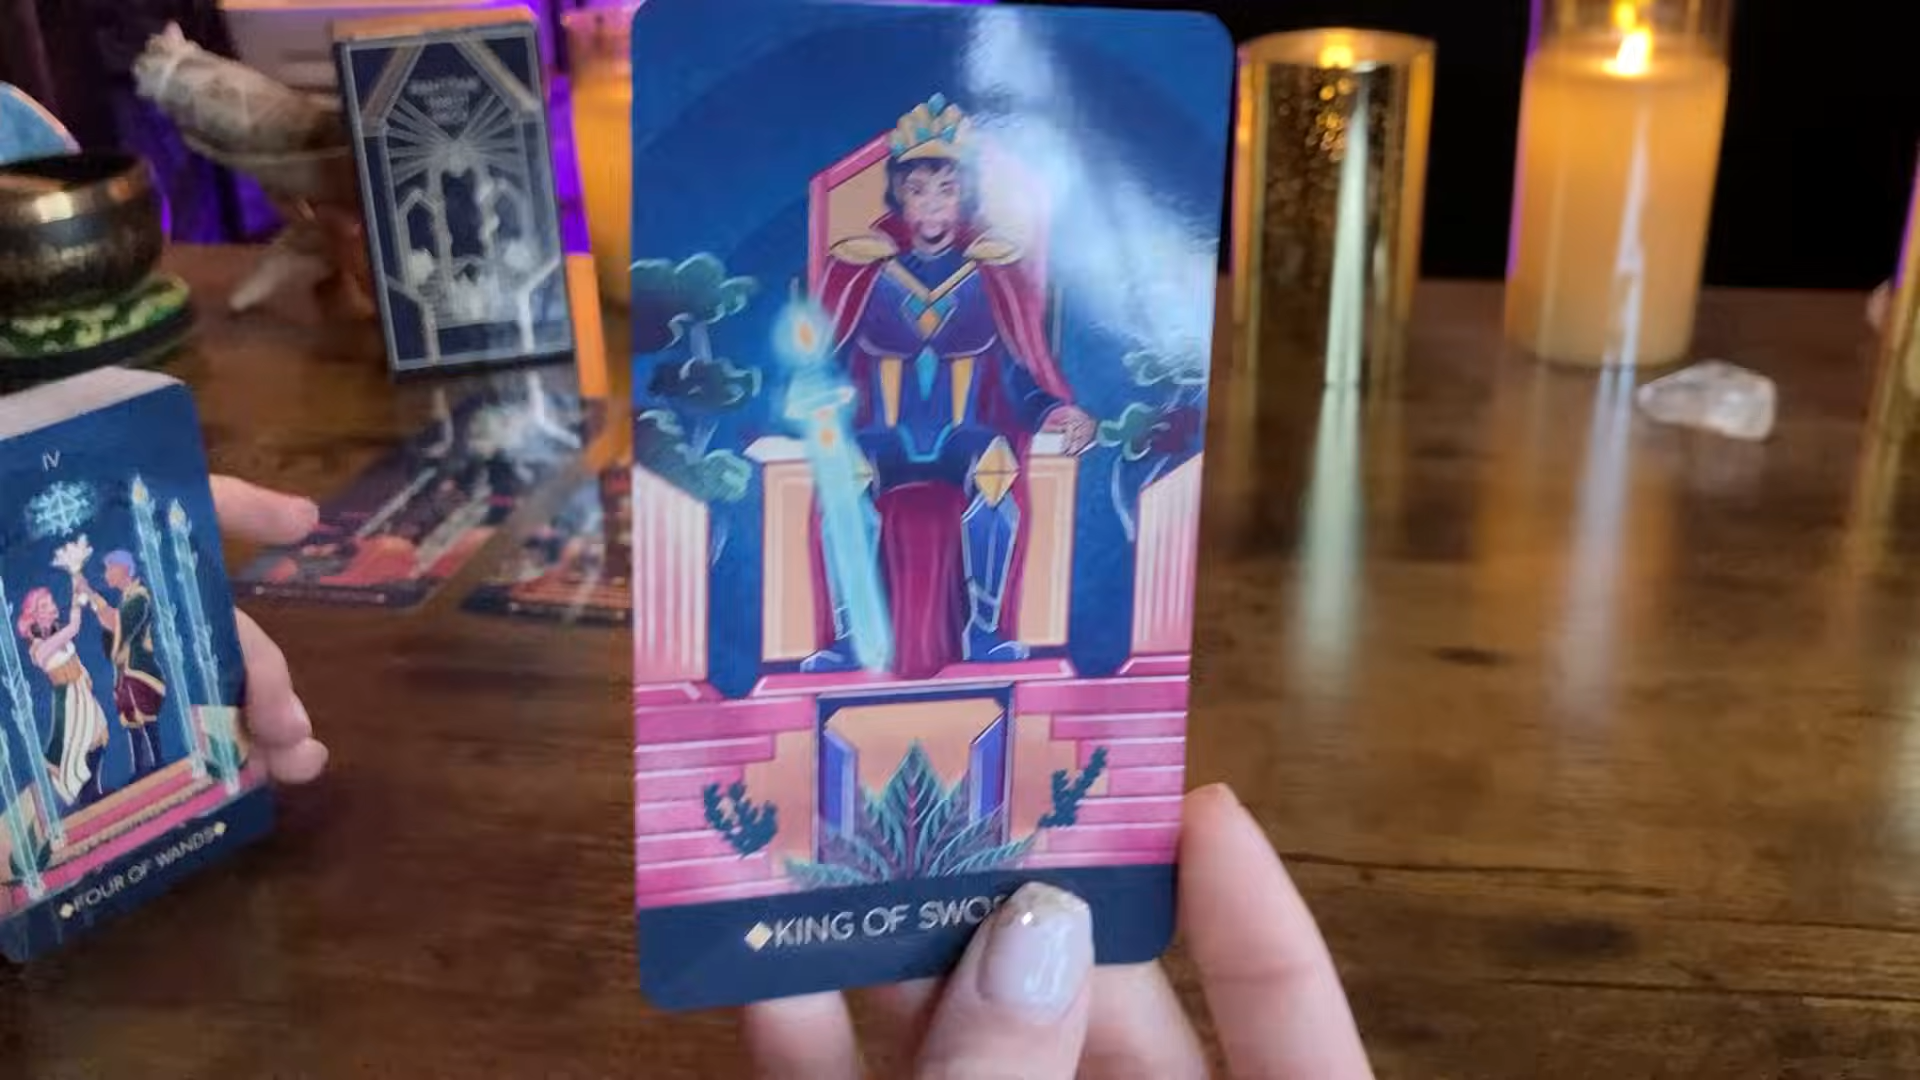 IV
◆FOUR OF WANDS◆
◆KING OF SWO